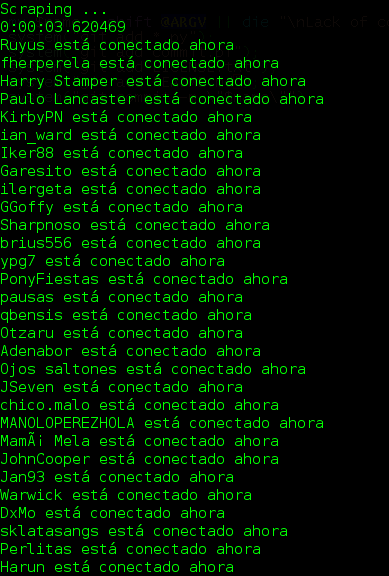 Scraping ...
0:00:03.620469
Ruyus está conectado ahora
fherperela está conectado ahora
Harry Stamper está conectado ahora
Paulo Lancaster está conectado ahora
KirbyPN está conectado ahora
ian_ward está conectado ahora
Iker88 está conectado ahora
Garesito está conectado ahora
ilergeta está conectado ahora
GGoffy está conectado ahora
Sharpnoso está conectado ahora
brius556 está conectado ahora
ypg7 está conectado ahora
PonyFiestas está conectado ahora
pausas está conectado ahora
qbensis está conectado ahora
Otzaru está conectado ahora
Adenabor está conectado ahora
Ojos saltones está conectado ahora
JSeven está conectado ahora
chico.malo está conectado ahora
MANOLOPEREZHOLA está conectado ahora
MamÃ¡ Mela está conectado ahora
JohnCooper está conectado ahora
Jan93 está conectado ahora
Warwick está conectado ahora
DxMo está conectado ahora
sklatasangs está conectado ahora
Perlitas está conectado ahora
Harun está conectado ahora